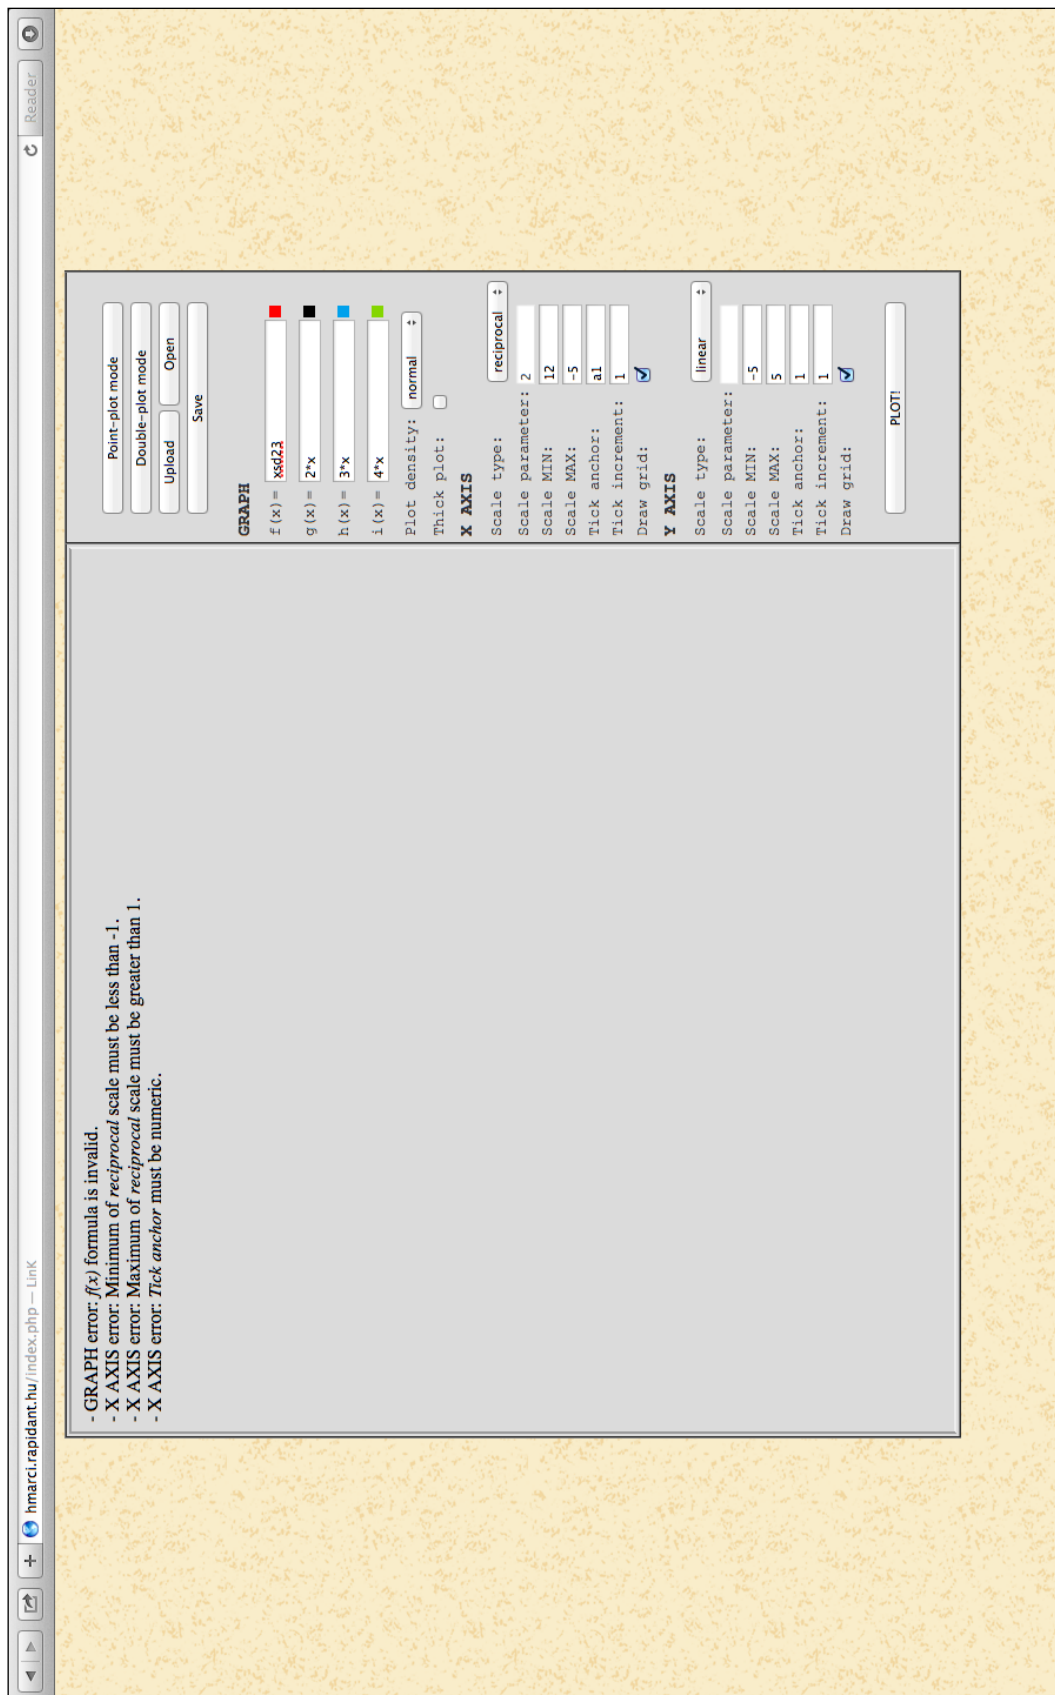 hmarci.rapidant.hu/index.php — LinK
Reader
- GRAPH error: f(x) formula is invalid.
- X AXIS error: Minimum of reciprocal scale must be less than -1.
- X AXIS error: Maximum of reciprocal scale must be greater than 1.
- X AXIS error: Tick anchor must be numeric.
Point-plot mode
Double-plot mode
Upload Open
Save
GRAPH
f(x)= xsd23
g(x)= 2*x
h(x)= 3*x
i(x)= 4*x
Plot density: normal
Thick plot:
X AXIS
Scale type: reciprocal
Scale parameter: 2
Scale MIN: 12
Scale MAX: -5
Tick anchor: a1
Tick increment: 1
Draw grid:
Y AXIS
Scale type: linear
Scale parameter:
Scale MIN: -5
Scale MAX: 5
Tick anchor: 1
Tick increment: 1
Draw grid:
PLOT!